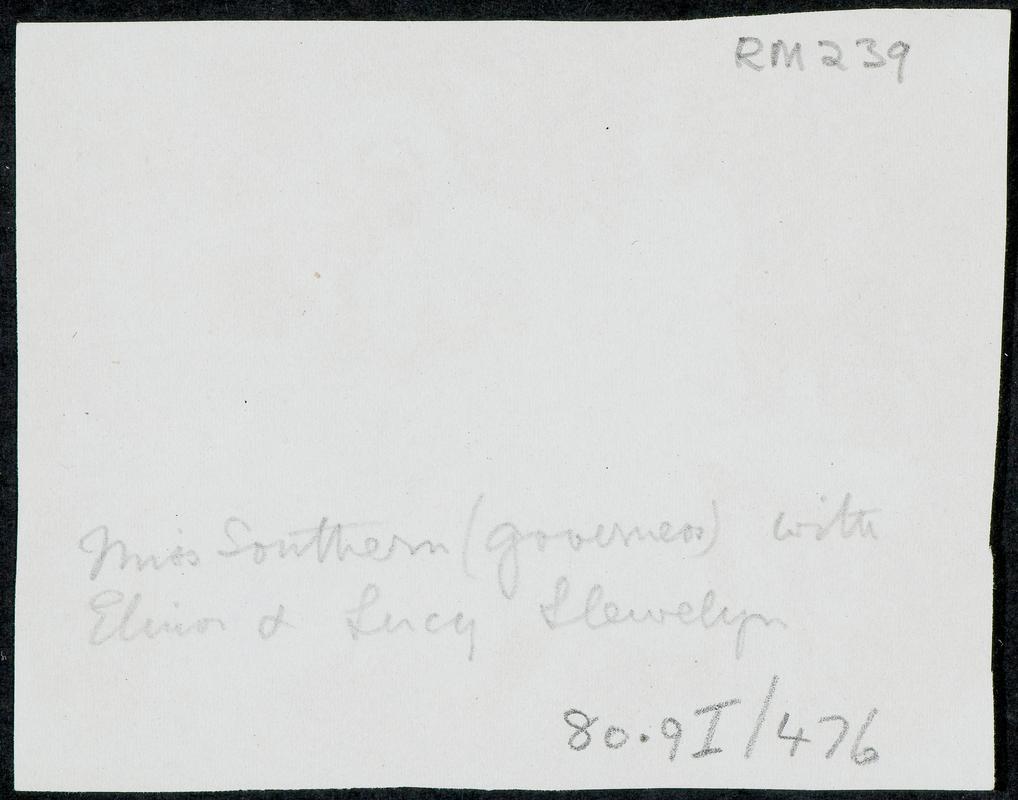 RM239
Miss Southern (governess) with
Elinor & Lucy Llewelyn
80.9I/476